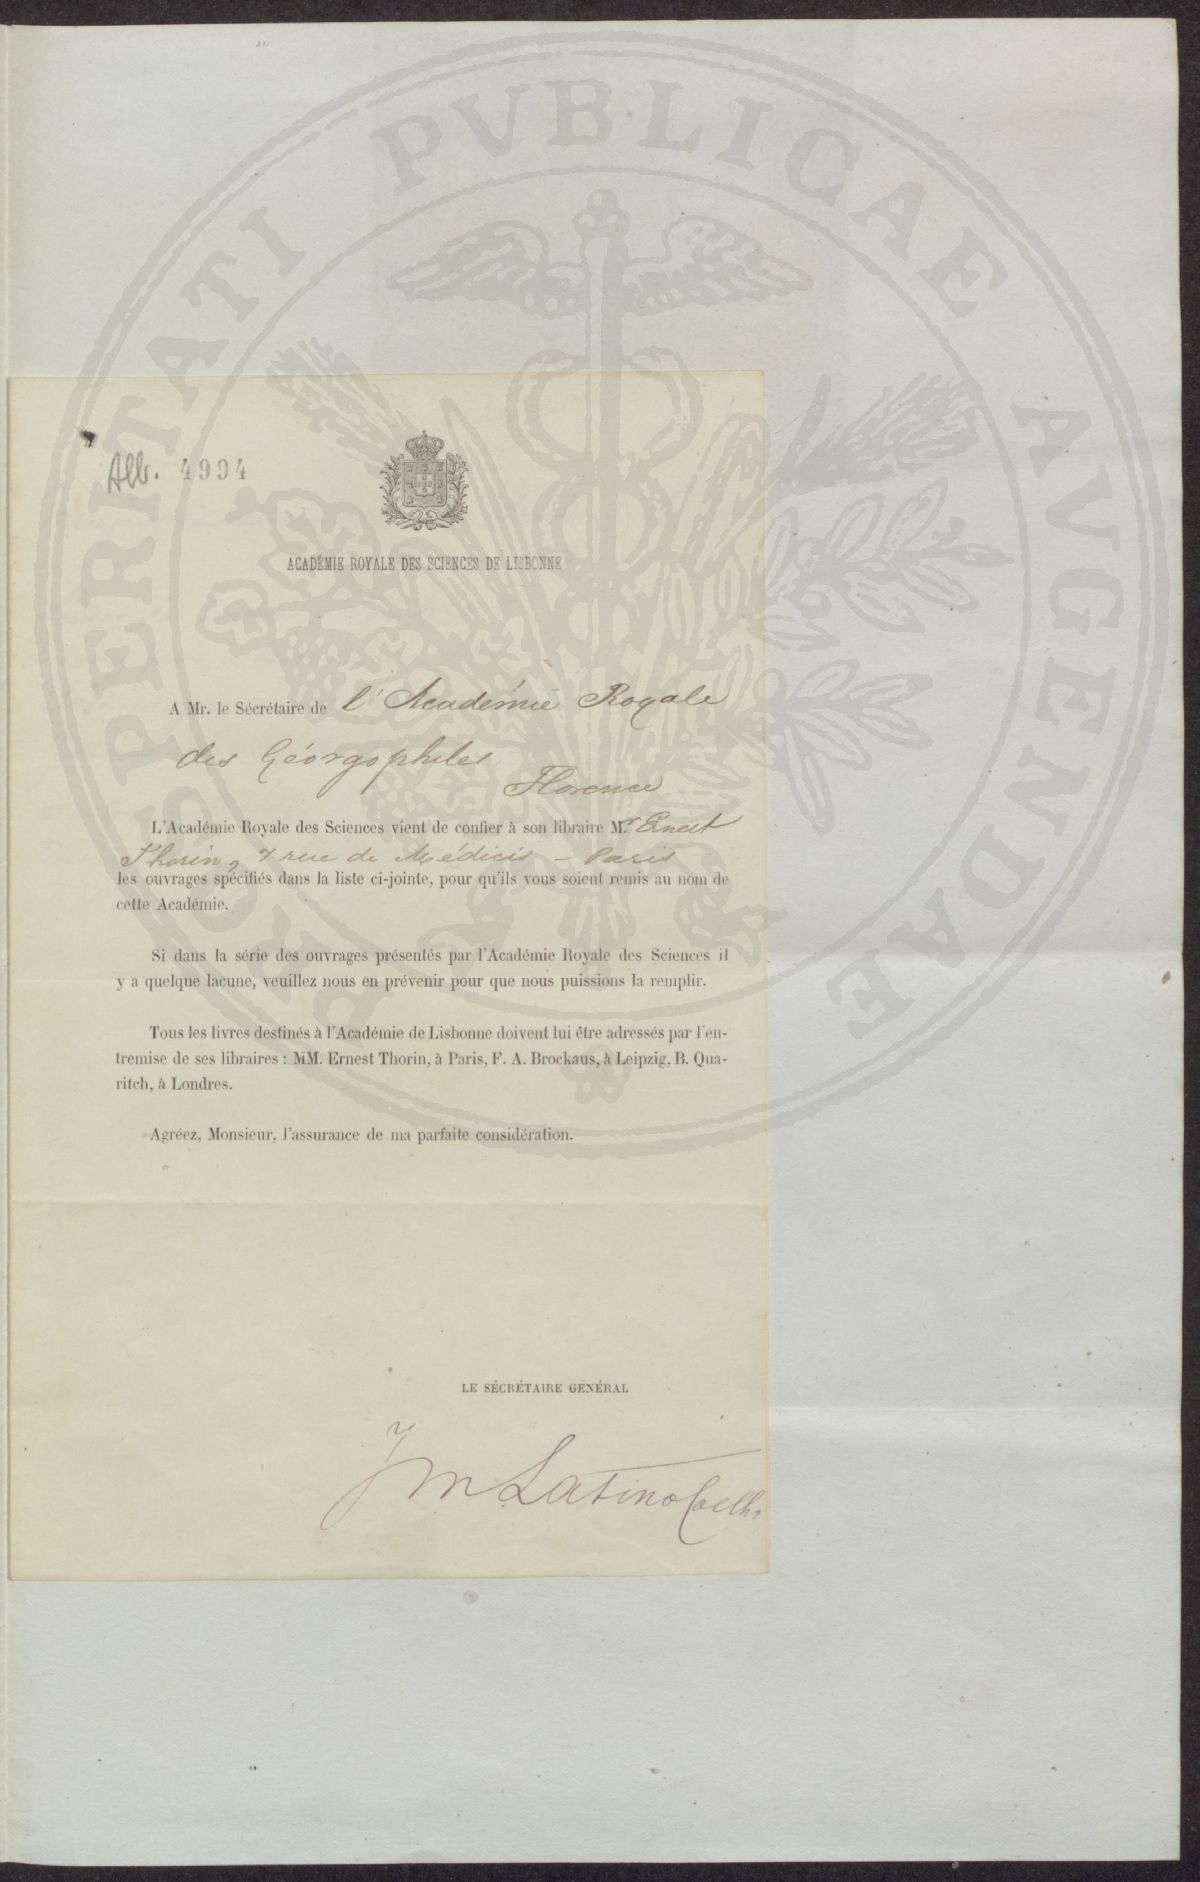 PROSPERITATI PVBLICAE AVGENDAE
Alb. 4994
ACADÉMIE ROYALE DES SCIENCES DE LISBONNE
A Mr. le Sécrétaire de l'Académie Royale
des Géorgophiles
Florence
L'Académie Royale des Sciences vient de confier à son libraire M.r Ernest
Thorin, 7 rue de Médicis – Paris
les ouvrages spécifiés dans la liste ci-jointe, pour qu'ils vous soient remis au nom de
cette Académie.
Si dans la série des ouvrages présentés par l'Académie Royale des Sciences il
y a quelque lacune, veuillez nous en prévenir pour que nous puissions la remplir.
Tous les livres destinés à l'Académie de Lisbonne doivent lui être adressés par l'en-
tremise de ses libraires : MM. Ernest Thorin, à Paris, F. A. Brockaus, à Leipzig, B. Qua-
ritch, à Londres.
Agréez, Monsieur, l'assurance de ma parfaite considération.
LE SÉCRÉTAIRE GENÉRAL
J M Latino Coelho